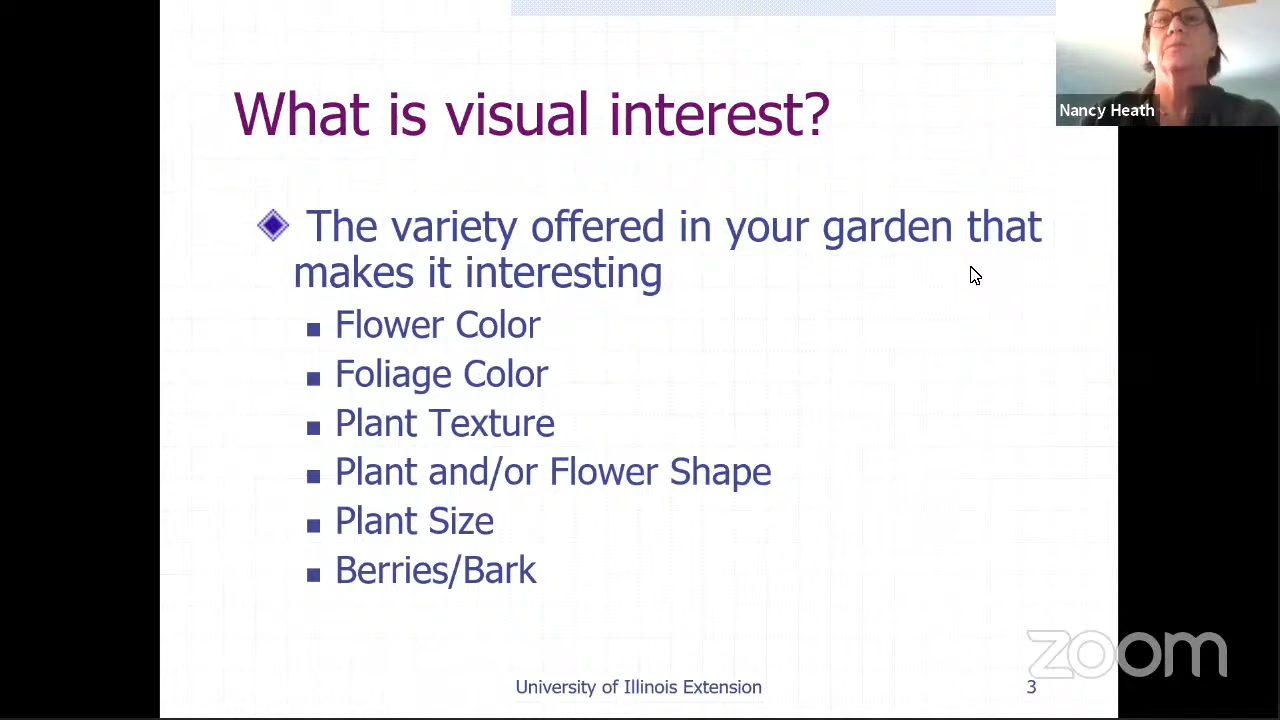 What is visual interest?
Nancy Heath
The variety offered in your garden that
makes it interesting
Flower Color
Foliage Color
Plant Texture
Plant and/or Flower Shape
Plant Size
Berries/Bark
zoom
University of Illinois Extension
3